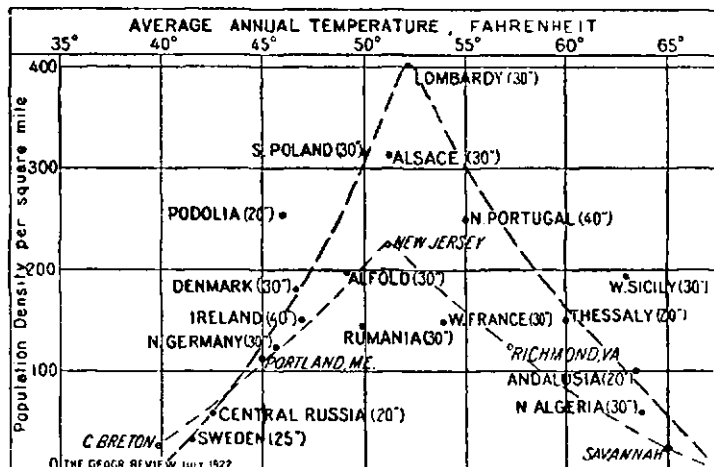 AVERAGE ANNUAL TEMPERATURE, FAHRENHEIT
35° 40° 45° 50° 55° 60° 65°
Population Density per square mile
400
LOMBARDY (30")
300
S. POLAND (30")
ALSACE (30")
PODOLIA (20")
N. PORTUGAL (40")
NEW JERSEY
200
ALFOLD (30")
W. SICILY (30")
DENMARK (30")
IRELAND (40")
W. FRANCE (30")
THESSALY (20")
RUMANIA (30")
N. GERMANY (30")
RICHMOND, VA
PORTLAND, ME.
100
ANDALUSIA (20")
CENTRAL RUSSIA (20")
N ALGERIA (30")
C BRETON
SWEDEN (25")
SAVANNAH
0
THE GEOGR REVIEW JULY 1922